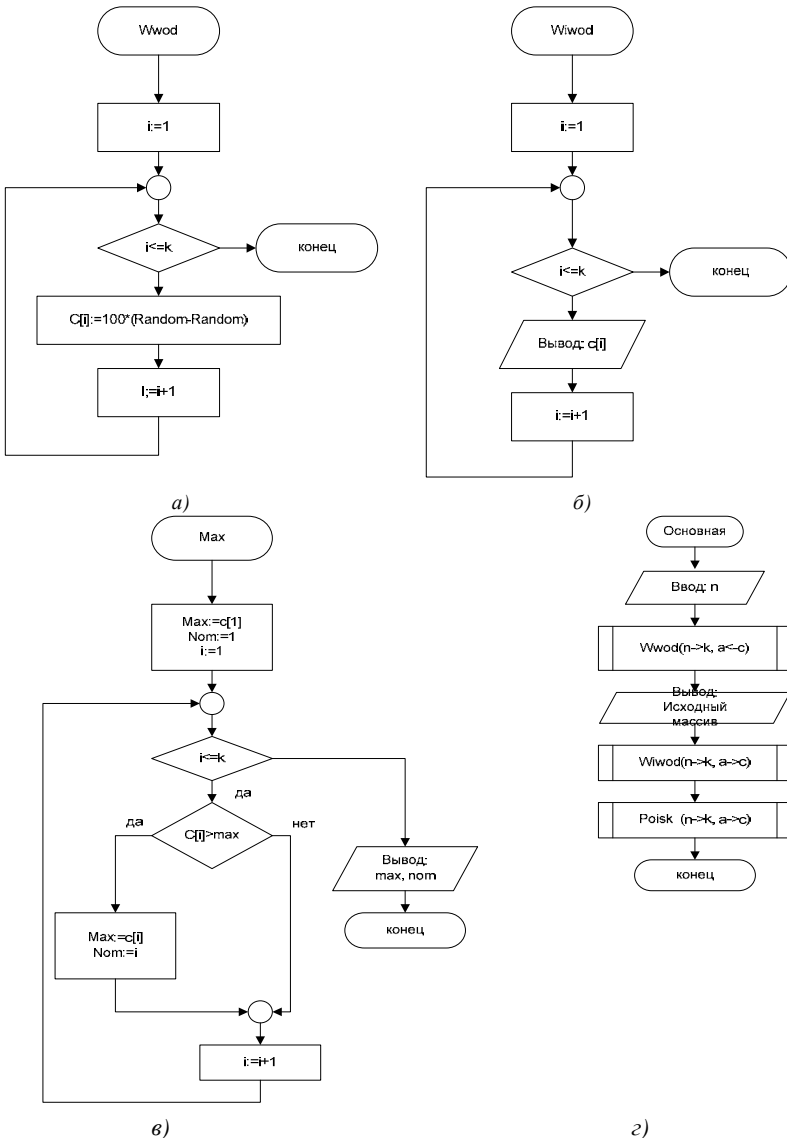 Wwod
i:=1
i<=k
конец
C[i]:=100*(Random-Random)
I;=i+1
а)
Wiwod
i:=1
i<=k
конец
Вывод: c[i]
i:=i+1
б)
Max
Max:=c[1]
Nom:=1
i:=1
i<=k
да
да
C[i]>max
нет
Вывод:
max, nom
конец
Max:=c[i]
Nom:=i
i:=i+1
в)
Основная
Ввод: n
Wwod(n->k, a<-c)
Вывод:
Исходный
массив
Wiwod(n->k, a->c)
Poisk (n->k, a->c)
конец
г)